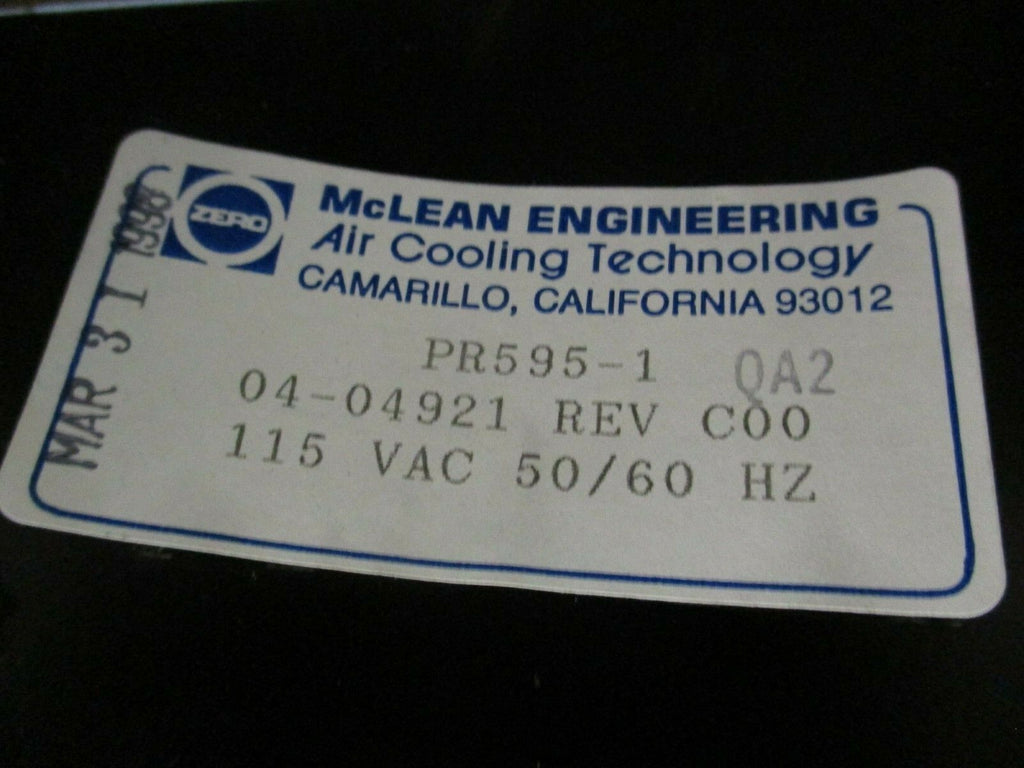 ZERO
McLEAN ENGINEERING
Air Cooling Technology
CAMARILLO, CALIFORNIA 93012
PR595-1 QA2
04-04921 REV C00
115 VAC 50/60 HZ
MAR 31